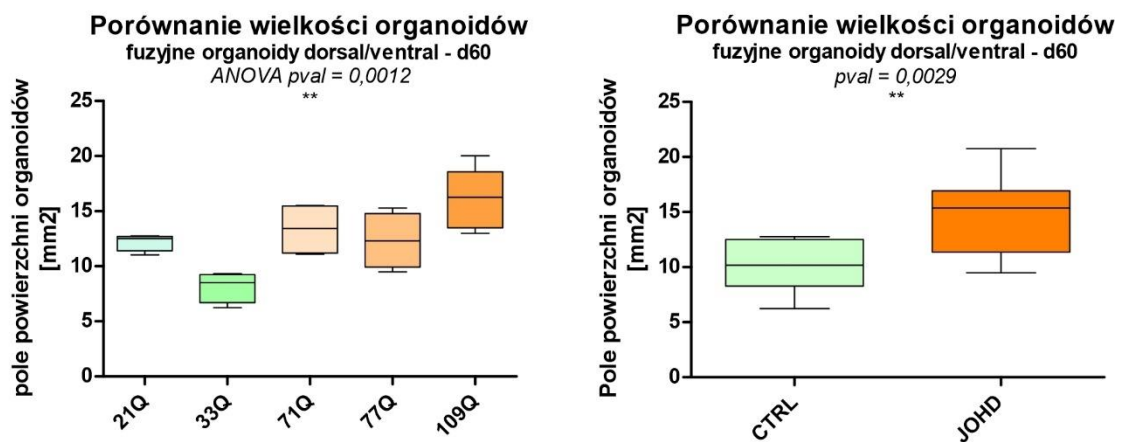 Porównanie wielkości organoidów
fuzyjne organoidy dorsal/ventral - d60
ANOVA pval = 0,0012
**
pole powierzchni organoidów
[mm2]
25
20
15
10
5
0
21Q
33Q
71Q
77Q
109Q
Porównanie wielkości organoidów
fuzyjne organoidy dorsal/ventral - d60
pval = 0,0029
**
Pole powierzchni organoidów
[mm2]
25
20
15
10
5
0
CTRL
JOHD